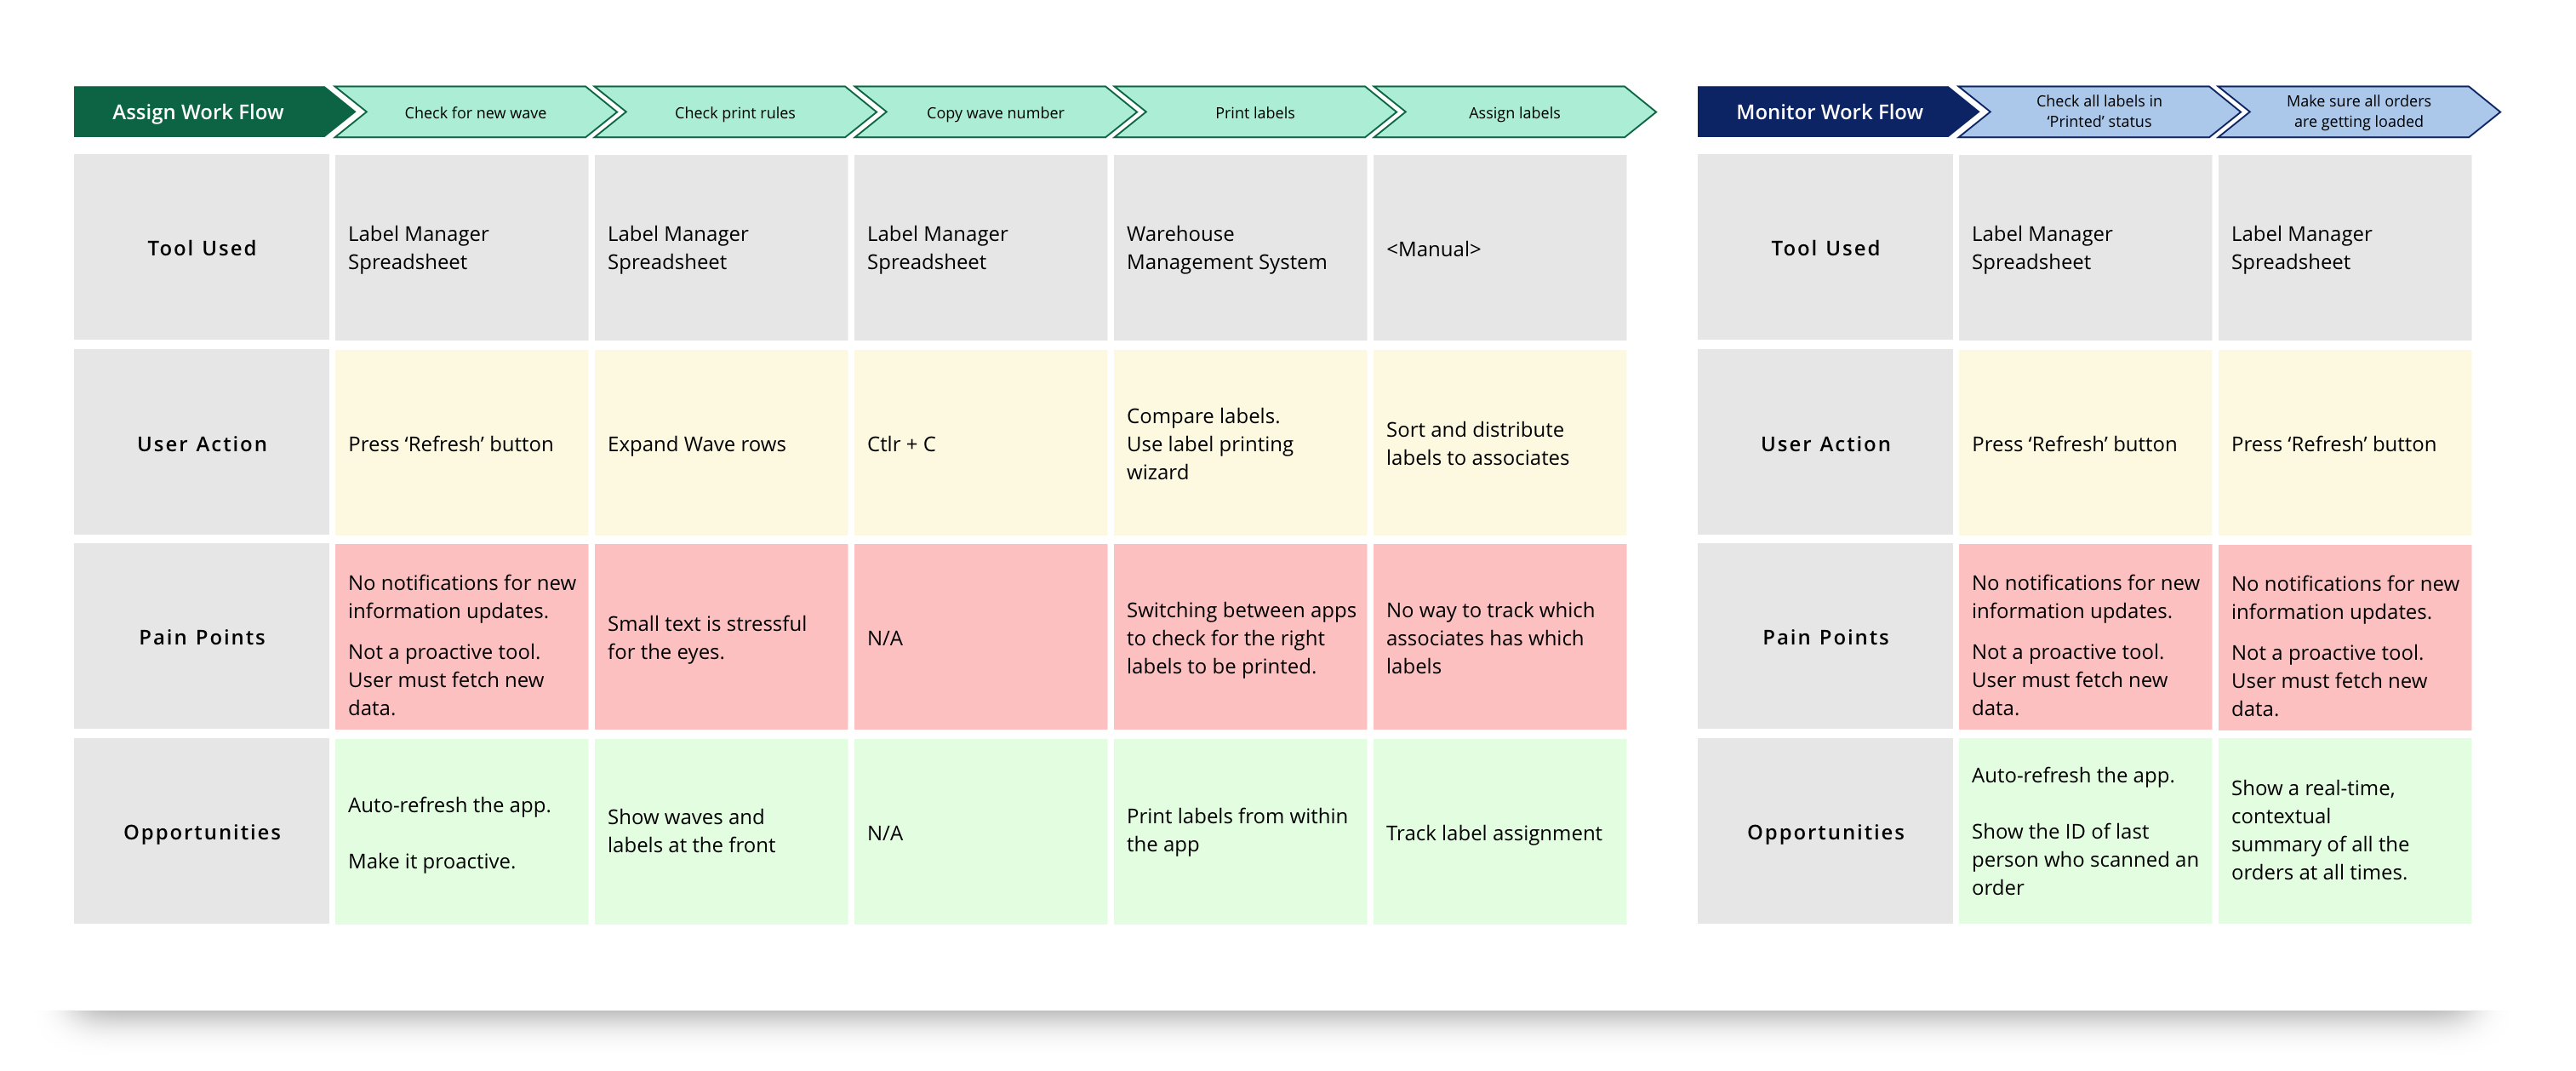 Assign Work Flow
Check for new wave
Check print rules
Copy wave number
Print labels
Assign labels
Tool Used
Label Manager
Spreadsheet
Label Manager
Spreadsheet
Label Manager
Spreadsheet
Warehouse
Management System
<Manual>
User Action
Press ‘Refresh’ button
Expand Wave rows
Ctlr + C
Compare labels.
Use label printing
wizard
Sort and distribute
labels to associates
Pain Points
No notifications for new
information updates.
Not a proactive tool.
User must fetch new
data.
Small text is stressful
for the eyes.
N/A
Switching between apps
to check for the right
labels to be printed.
No way to track which
associates has which
labels
Opportunities
Auto-refresh the app.
Make it proactive.
Show waves and
labels at the front
N/A
Print labels from within
the app
Track label assignment
Monitor Work Flow
Check all labels in
‘Printed’ status
Make sure all orders
are getting loaded
Tool Used
Label Manager
Spreadsheet
Label Manager
Spreadsheet
User Action
Press ‘Refresh’ button
Press ‘Refresh’ button
Pain Points
No notifications for new
information updates.
Not a proactive tool.
User must fetch new
data.
No notifications for new
information updates.
Not a proactive tool.
User must fetch new
data.
Opportunities
Auto-refresh the app.
Show the ID of last
person who scanned an
order
Show a real-time,
contextual
summary of all the
orders at all times.